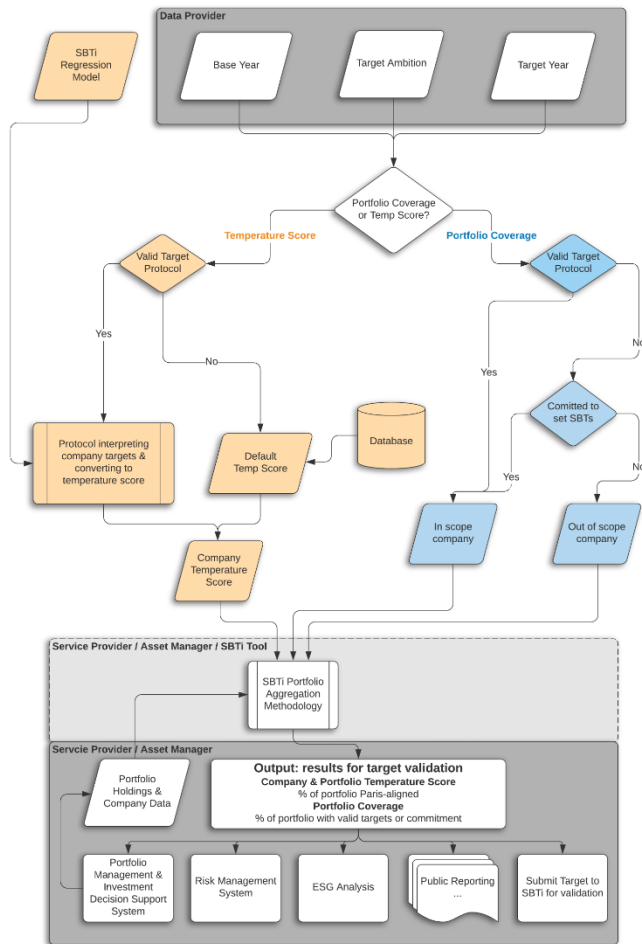 Data Provider
SBTi
Regression
Model
Base Year
Target Ambition
Target Year
Portfolio Coverage
or Temp Score?
Temperature Score
Portfolio Coverage
Valid Target
Protocol
Valid Target
Protocol
Yes
No
Yes
No
Comitted to
set SBTs
Yes
No
Protocol interpreting
company targets &
converting to
temperature score
Default
Temp Score
Database
In scope
company
Out of scope
company
Company
Temperature
Score
Service Provider / Asset Manager / SBTi Tool
SBTi Portfolio
Aggregation
Methodology
Servcie Provider / Asset Manager
Portfolio
Holdings &
Company Data
Output: results for target validation
Company & Portfolio Temperature Score
% of portfolio Paris-aligned
Portfolio Coverage
% of portfolio with valid targets or commitment
Portfolio
Management &
Investment
Decision Support
System
Risk Management
System
ESG Analysis
Public Reporting
...
Submit Target to
SBTi for validation